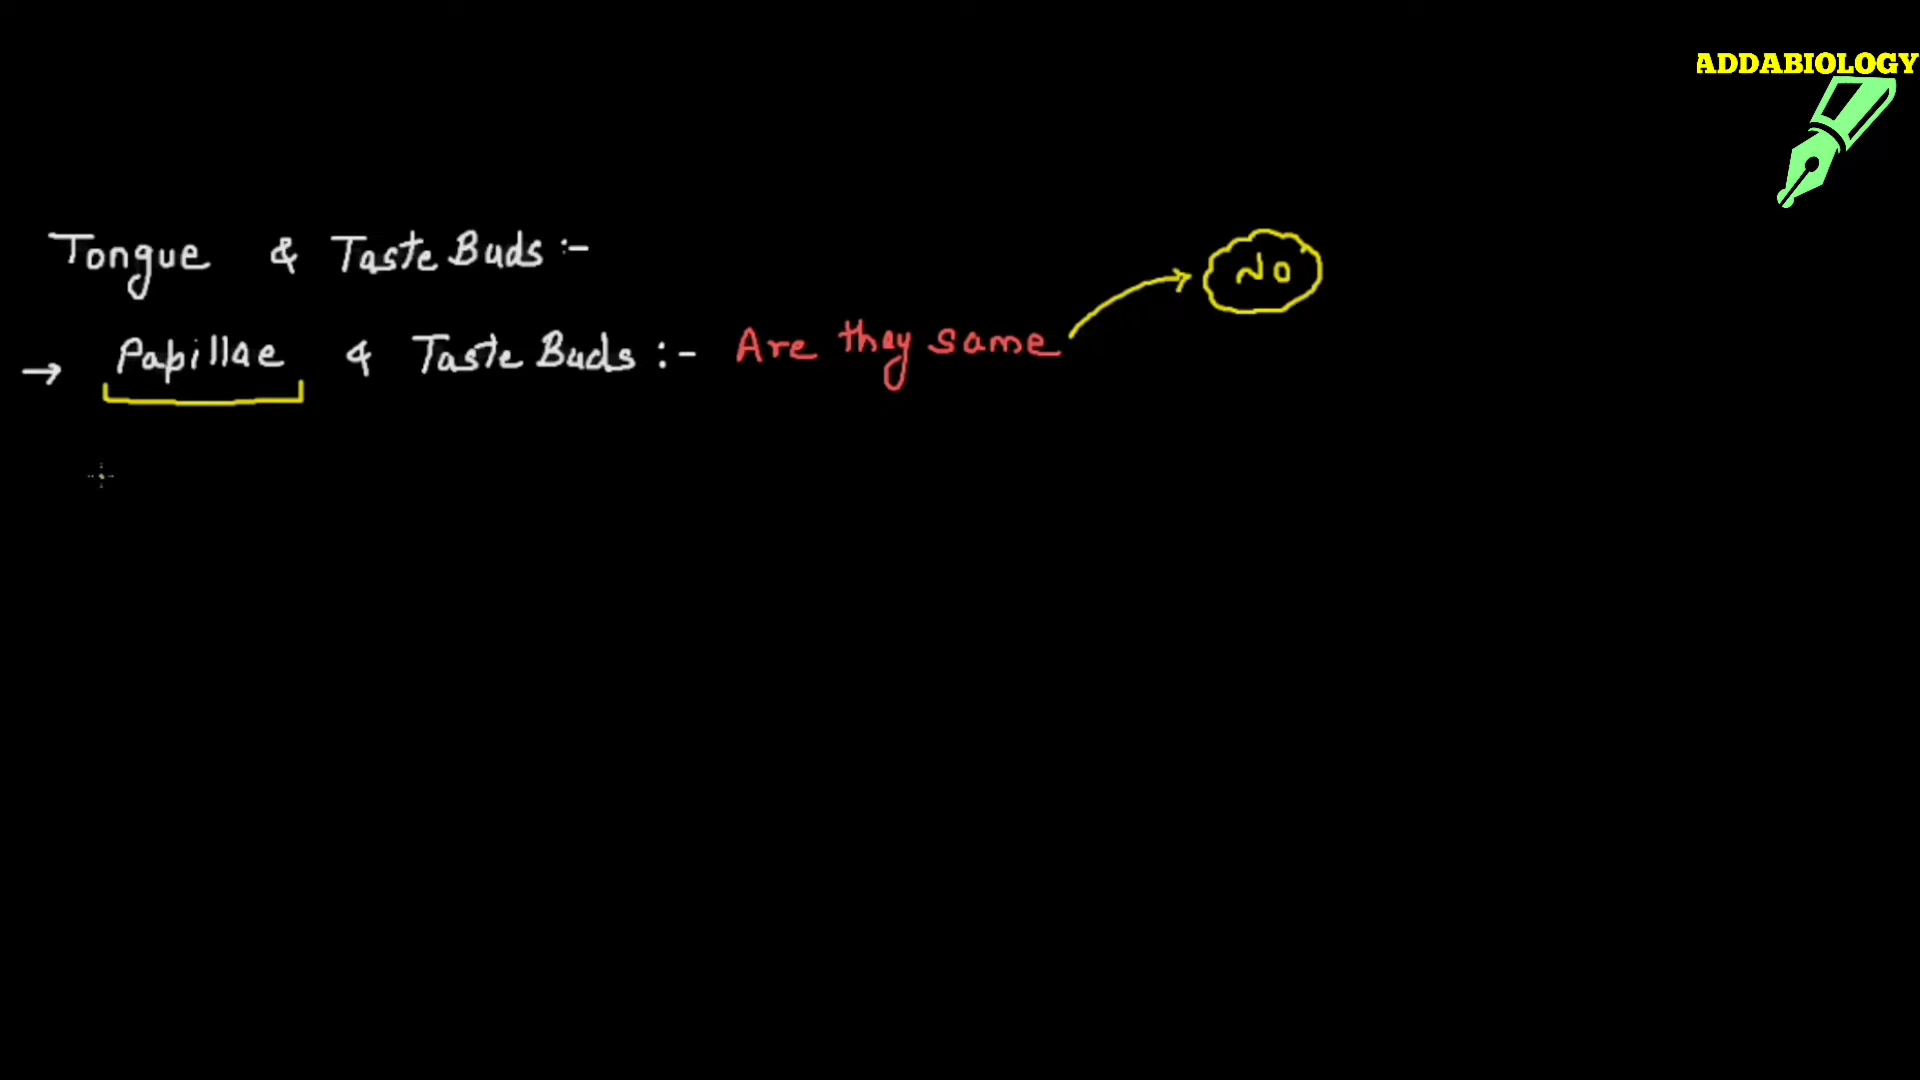 ADDABIOLOGY
Tongue & Taste Buds :-
→ Papillae & Taste Buds :- Are they same → NO